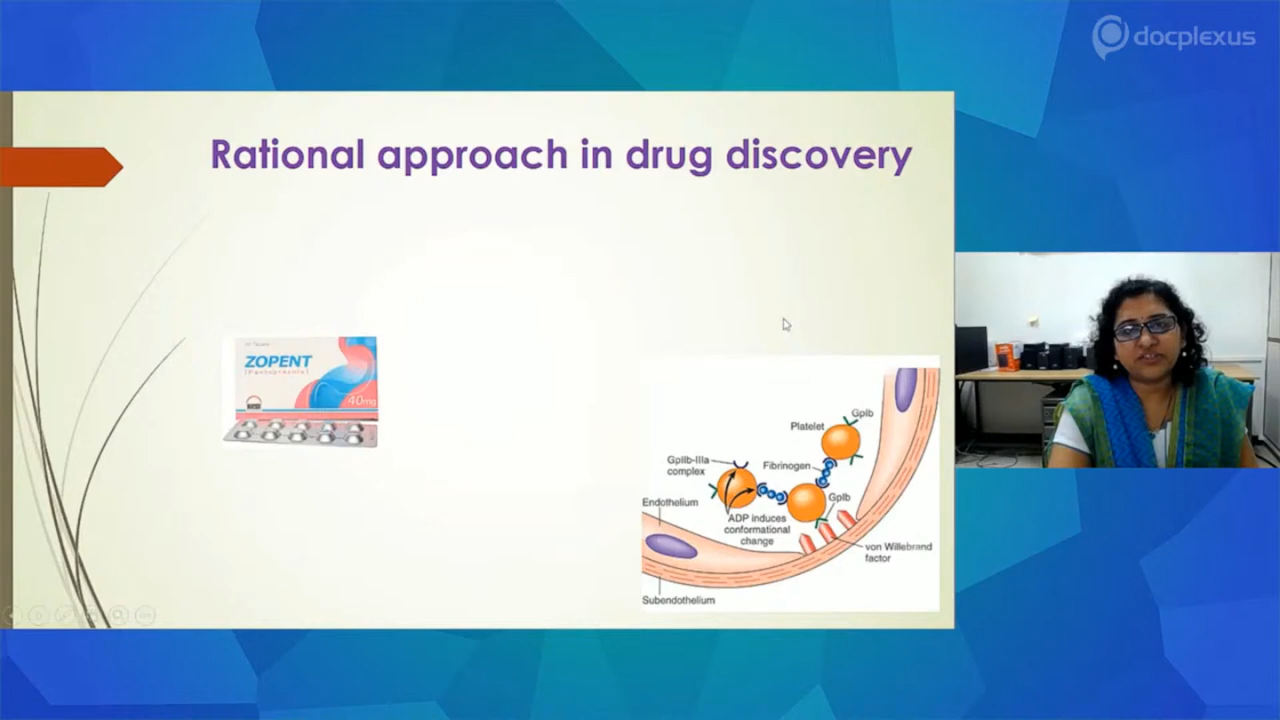 docplexus
Rational approach in drug discovery
ZOPENT
[Pantoprazole]
40mg
GpIb
Platelet
GpIIb-IIIa
complex
Fibrinogen
Endothelium
GpIb
ADP induces
conformational
change
von Willebrand
factor
Subendothelium